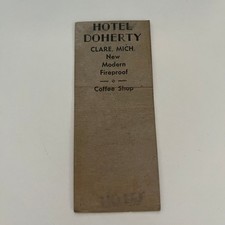 HOTEL
DOHERTY
CLARE, MICH.
New
Modern
Fireproof
Coffee Shop